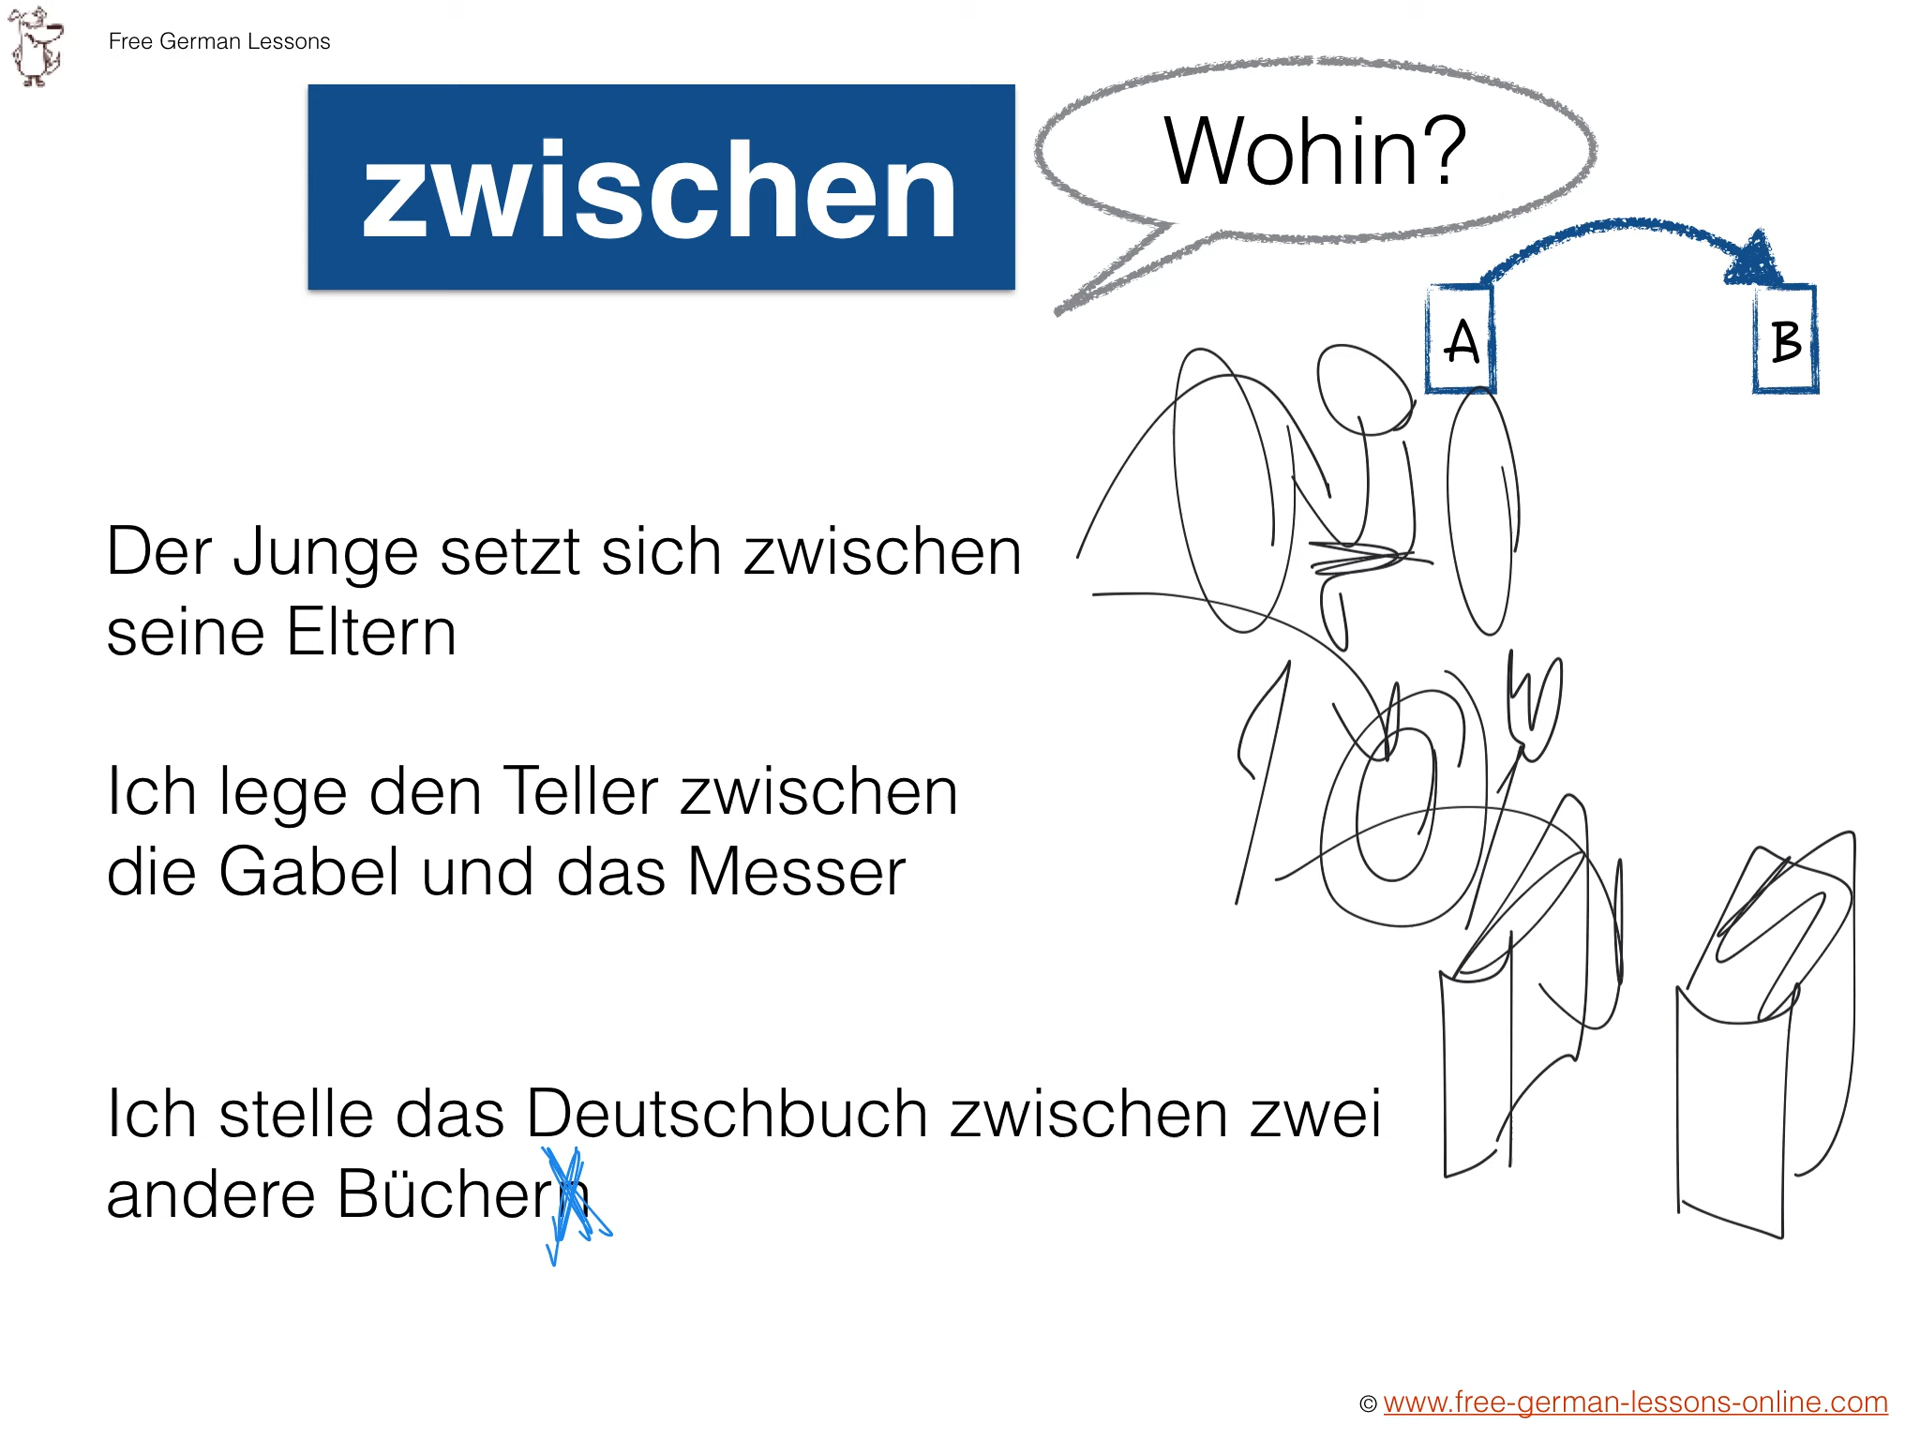 Free German Lessons
zwischen
Wohin?
A
B
Der Junge setzt sich zwischen
seine Eltern
Ich lege den Teller zwischen
die Gabel und das Messer
Ich stelle das Deutschbuch zwischen zwei
andere Büchern
© www.free-german-lessons-online.com